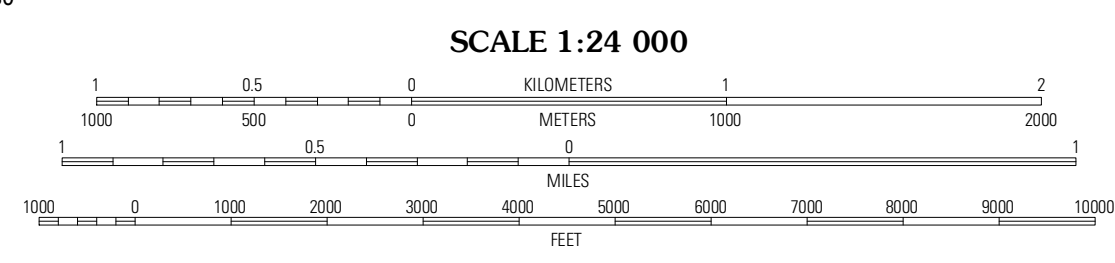 SCALE 1:24 000
1 0.5 0 KILOMETERS 1 2
1000 500 0 METERS 1000 2000
1 0.5 0 1
MILES
1000 0 1000 2000 3000 4000 5000 6000 7000 8000 9000 10000
FEET